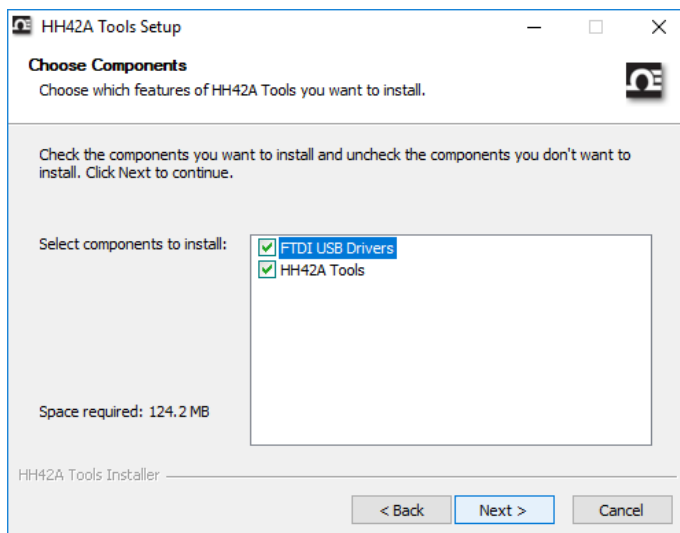 HH42A Tools Setup
Choose Components
Choose which features of HH42A Tools you want to install.
Check the components you want to install and uncheck the components you don't want to
install. Click Next to continue.
Select components to install:
FTDI USB Drivers
HH42A Tools
Space required: 124.2 MB
HH42A Tools Installer
< Back
Next >
Cancel